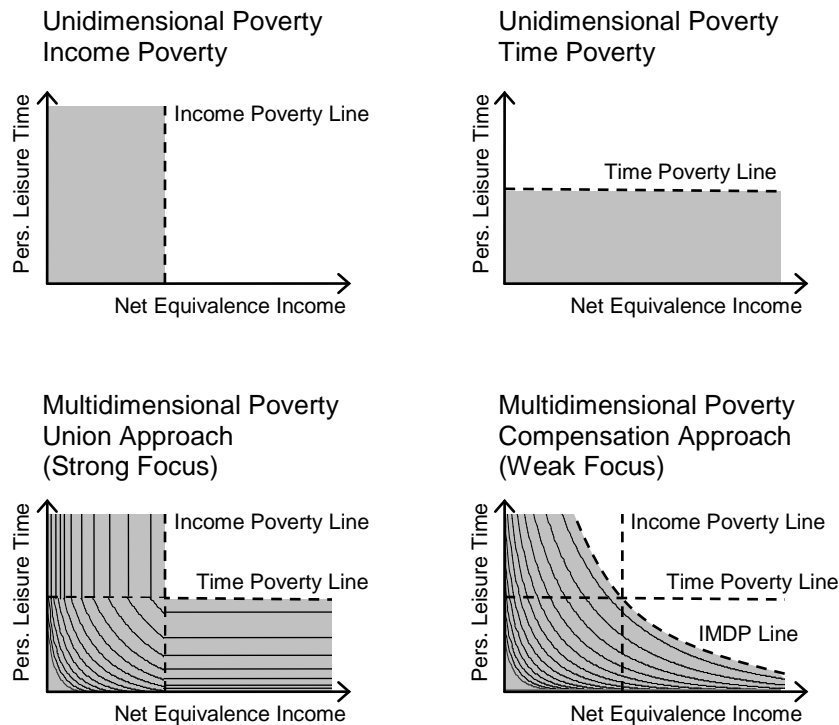 Unidimensional Poverty
Income Poverty
Pers. Leisure Time
Income Poverty Line
Net Equivalence Income
Unidimensional Poverty
Time Poverty
Pers. Leisure Time
Time Poverty Line
Net Equivalence Income
Multidimensional Poverty
Union Approach
(Strong Focus)
Pers. Leisure Time
Income Poverty Line
Time Poverty Line
Net Equivalence Income
Multidimensional Poverty
Compensation Approach
(Weak Focus)
Pers. Leisure Time
Income Poverty Line
Time Poverty Line
IMDP Line
Net Equivalence Income